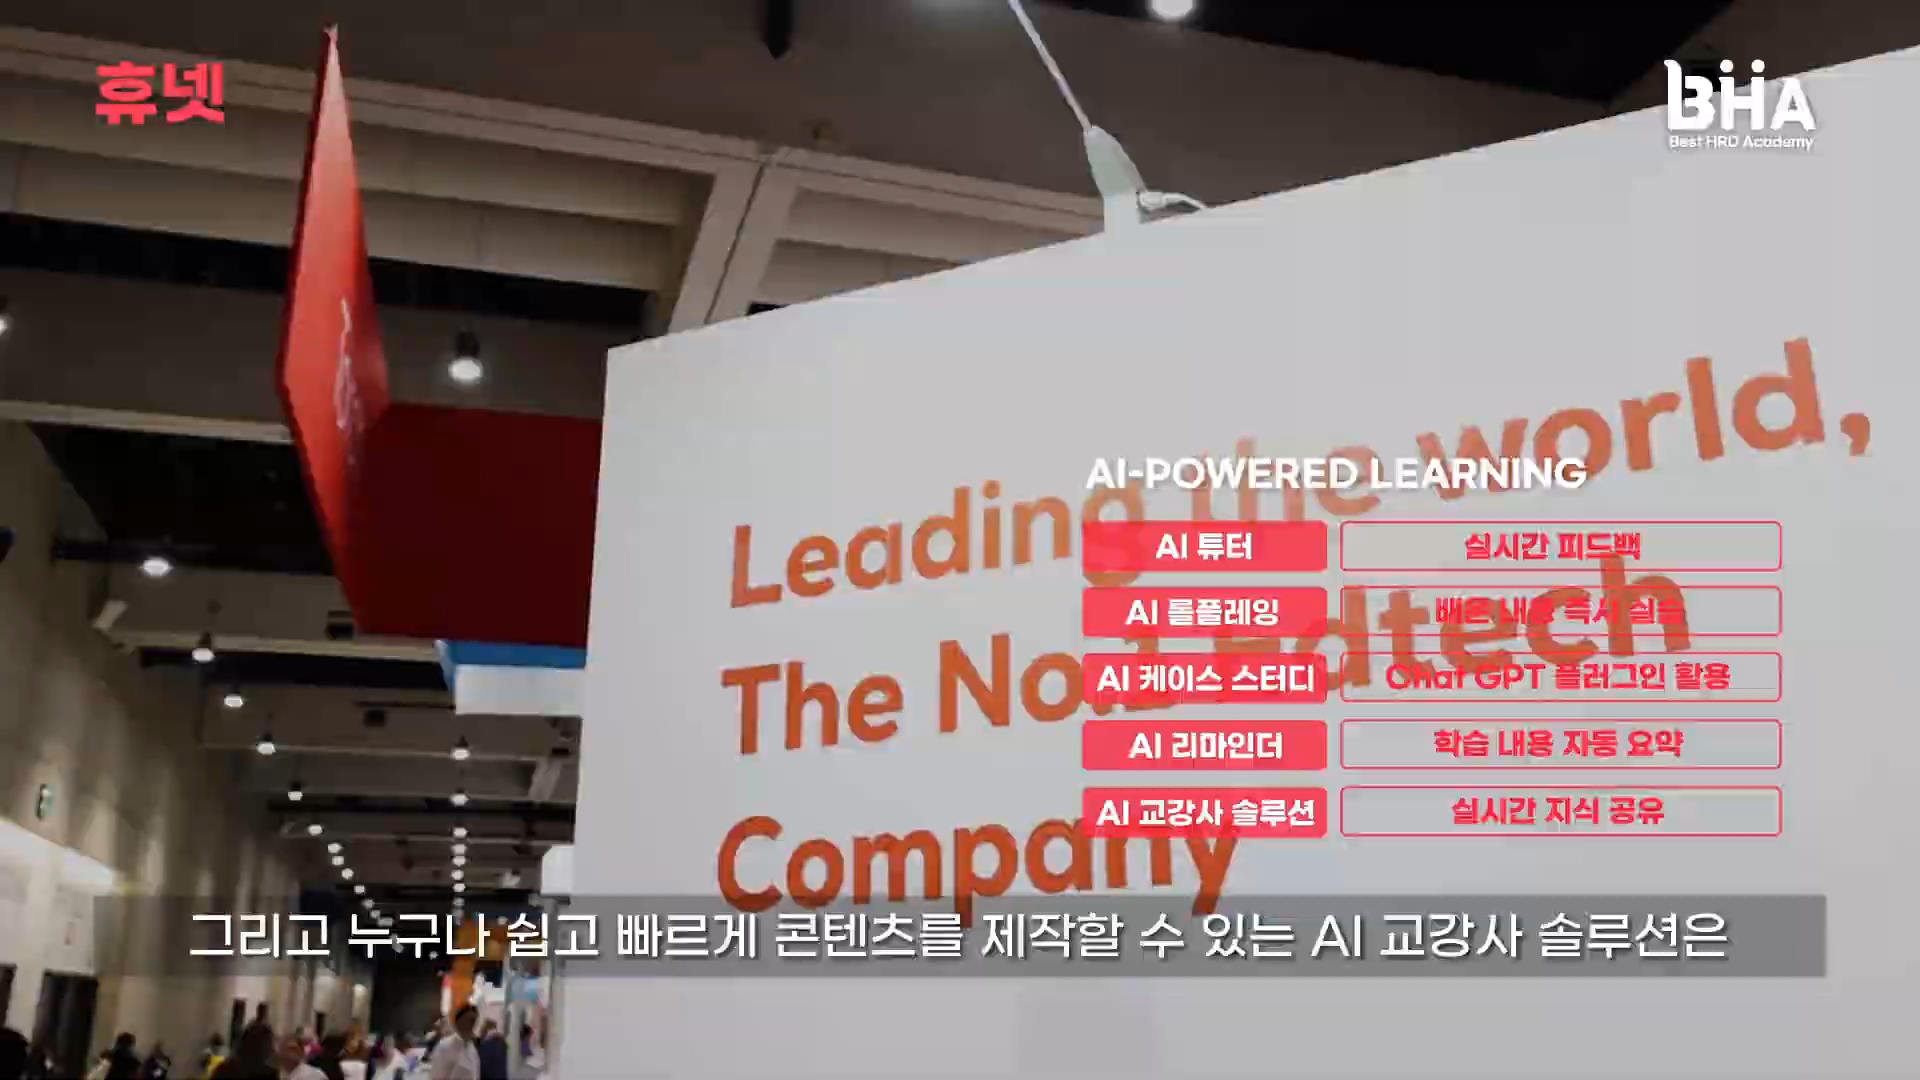 휴넷
BHA
Best HRD Academy
Leading the world,
The No.1 Edtech
Company
AI-POWERED LEARNING
AI 튜터 실시간 피드백
AI 롤플레잉 배운 내용 즉시 실습
AI 케이스 스터디 Chat GPT 플러그인 활용
AI 리마인더 학습 내용 자동 요약
AI 교강사 솔루션 실시간 지식 공유
그리고 누구나 쉽고 빠르게 콘텐츠를 제작할 수 있는 AI 교강사 솔루션은